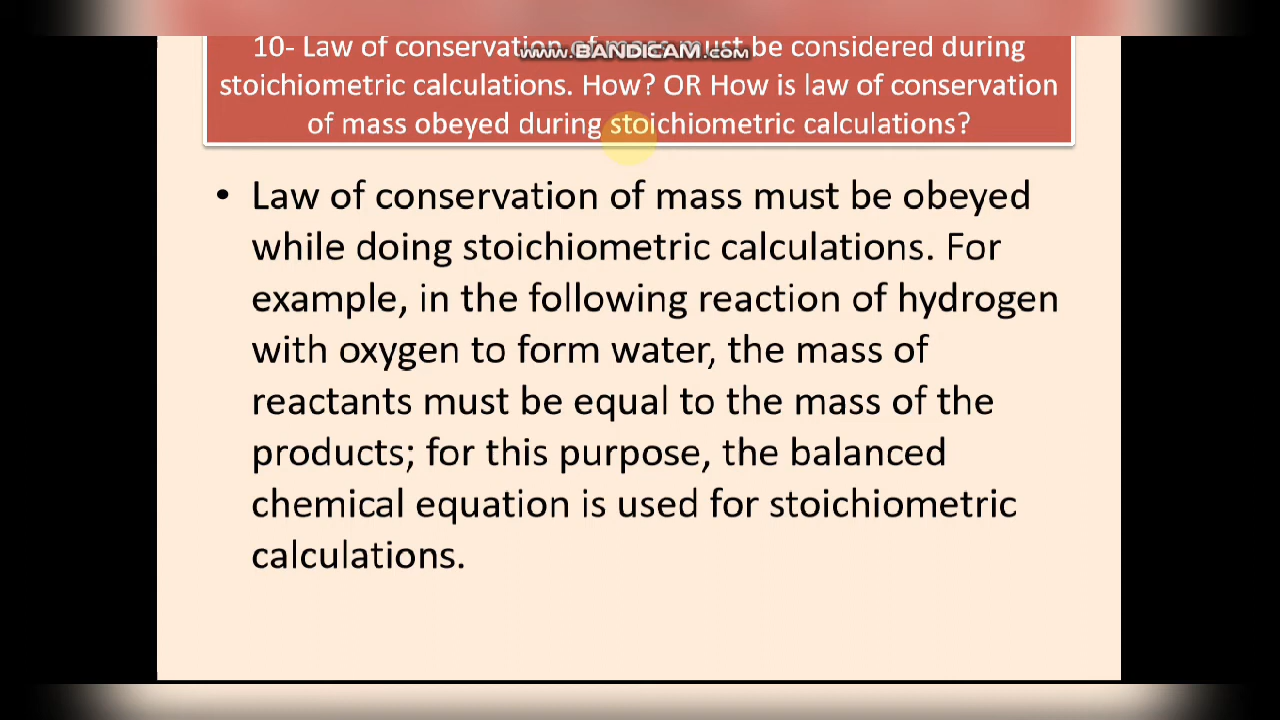 10- Law of conservation of mass must be considered during
www.BANDICAM.com
stoichiometric calculations. How? OR How is law of conservation
of mass obeyed during stoichiometric calculations?
• Law of conservation of mass must be obeyed
while doing stoichiometric calculations. For
example, in the following reaction of hydrogen
with oxygen to form water, the mass of
reactants must be equal to the mass of the
products; for this purpose, the balanced
chemical equation is used for stoichiometric
calculations.